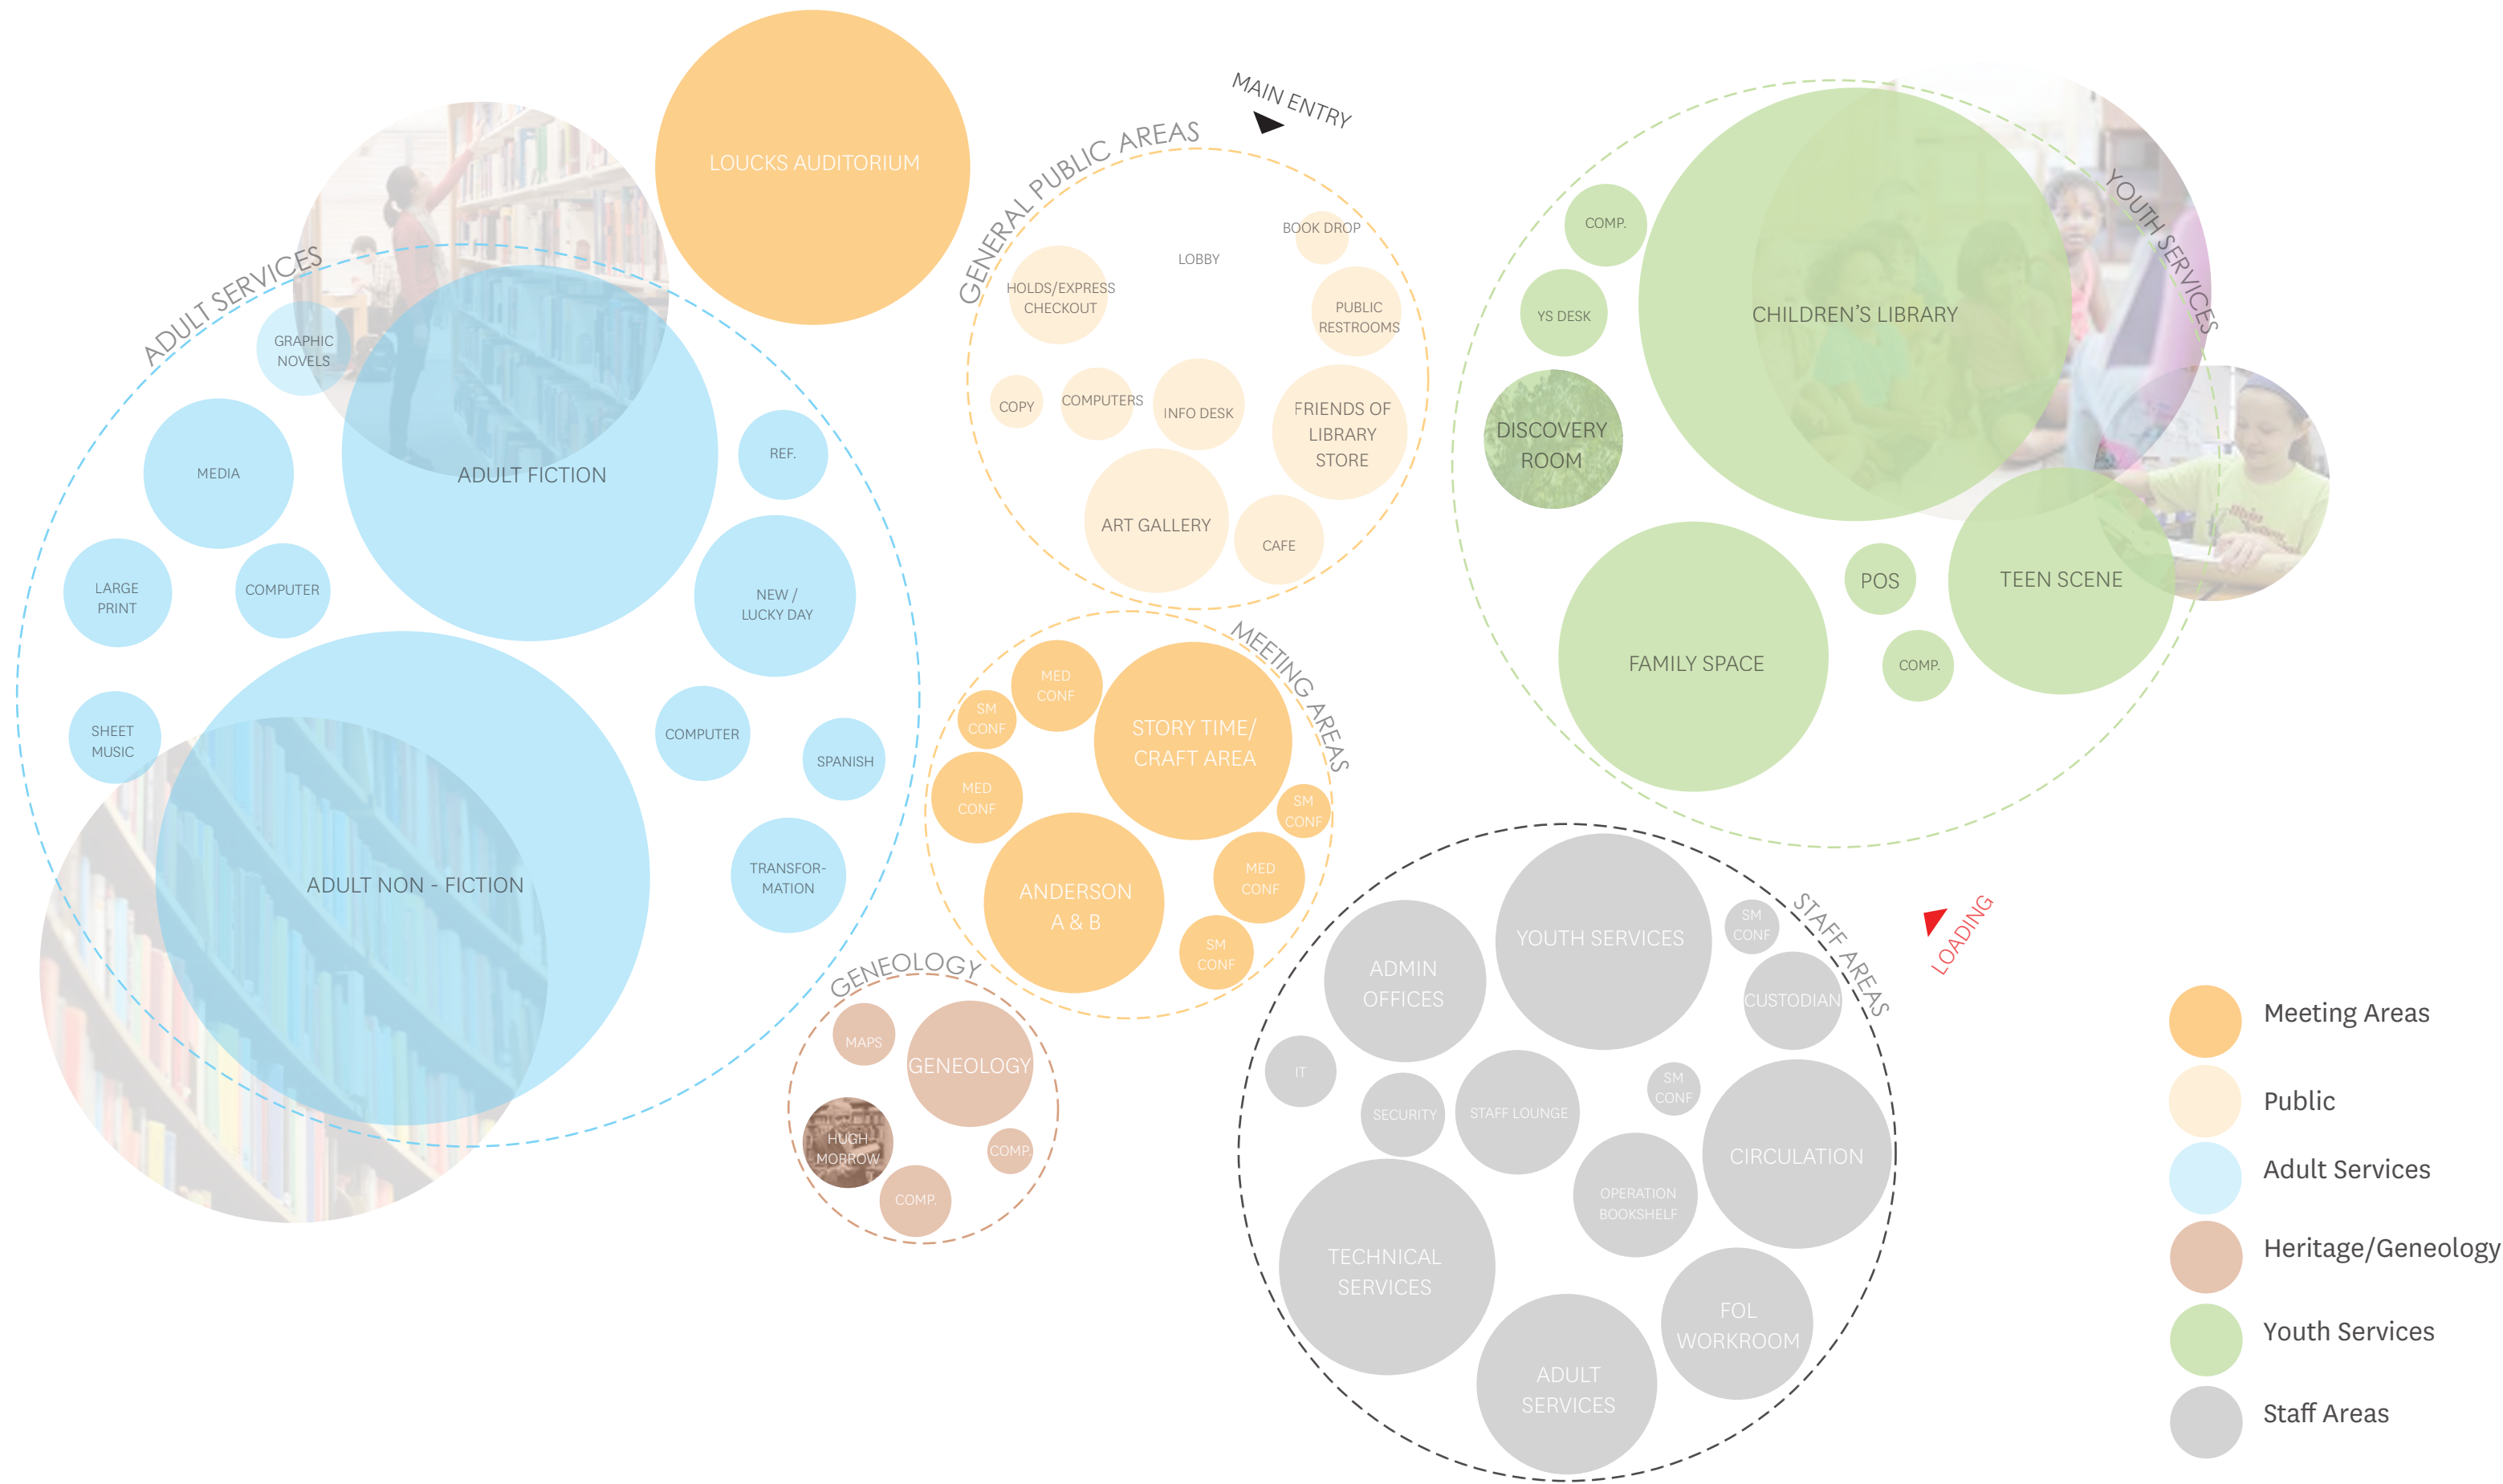 LOUCKS AUDITORIUM
MAIN ENTRY
GENERAL PUBLIC AREAS
BOOK DROP
LOBBY
HOLDS/EXPRESS
CHECKOUT
PUBLIC
RESTROOMS
COPY
COMPUTERS
INFO DESK
FRIENDS OF
LIBRARY
STORE
ART GALLERY
CAFE
ADULT SERVICES
GRAPHIC
NOVELS
MEDIA
ADULT FICTION
REF.
LARGE
PRINT
COMPUTER
NEW /
LUCKY DAY
SHEET
MUSIC
COMPUTER
SPANISH
ADULT NON - FICTION
TRANSFOR-
MATION
YOUTH SERVICES
COMP.
YS DESK
CHILDREN'S LIBRARY
DISCOVERY
ROOM
POS
TEEN SCENE
FAMILY SPACE
COMP.
MEETING AREAS
MED
CONF
SM
CONF
STORY TIME/
CRAFT AREA
MED
CONF
SM
CONF
MED
CONF
ANDERSON
A & B
SM
CONF
GENEOLOGY
MAPS
GENEOLOGY
HUGH
MORROW
COMP.
COMP.
STAFF AREAS
LOADING
YOUTH SERVICES
SM
CONF
ADMIN
OFFICES
CUSTODIAN
IT
SECURITY
STAFF LOUNGE
SM
CONF
CIRCULATION
OPERATION
BOOKSHELF
TECHNICAL
SERVICES
FOL
WORKROOM
ADULT
SERVICES
Meeting Areas
Public
Adult Services
Heritage/Geneology
Youth Services
Staff Areas